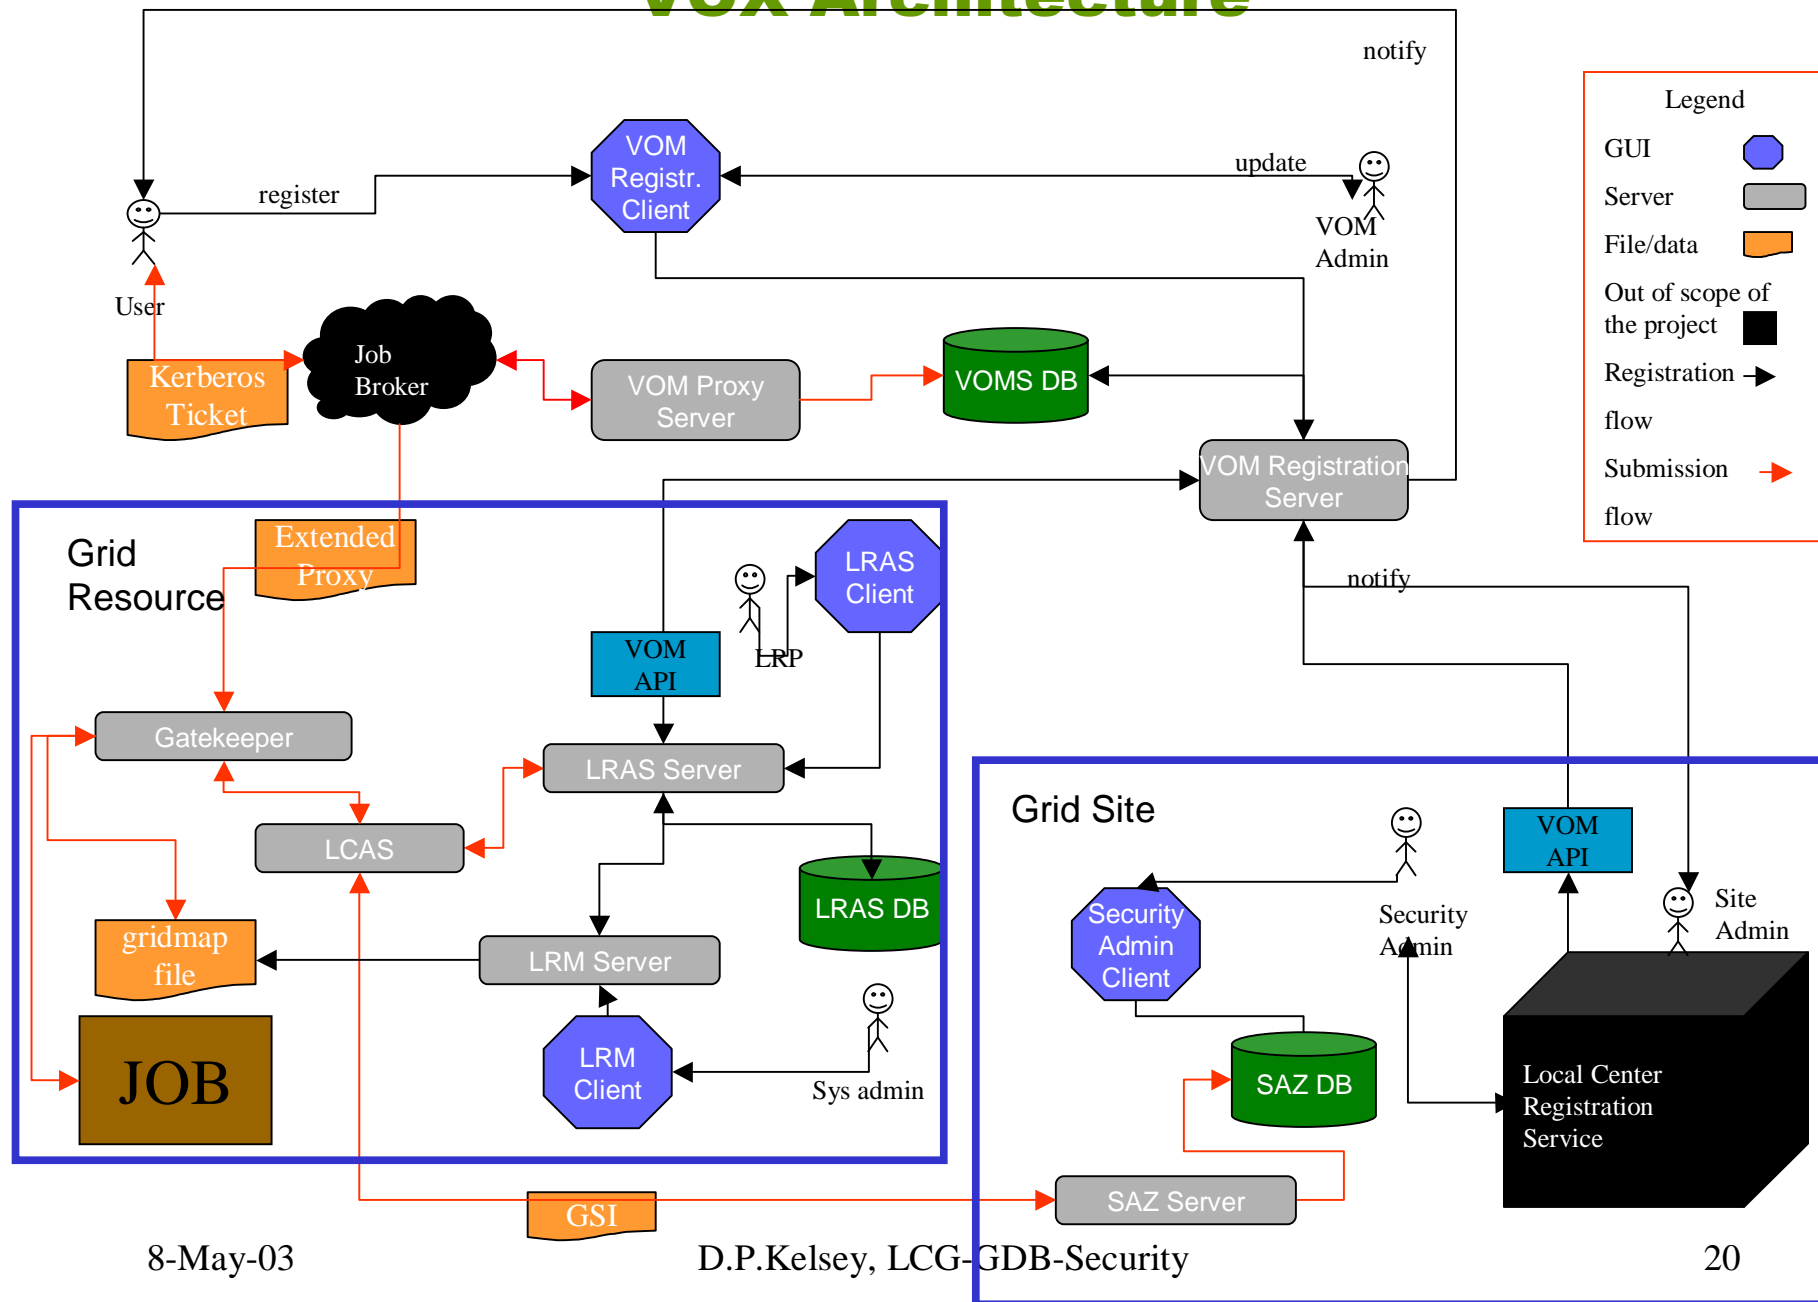 VOX Architecture
notify
Legend
GUI
Server
File/data
Out of scope of
the project
Registration
flow
Submission
flow
VOM
Registr.
Client
register
update
VOM
Admin
User
Job
Broker
Kerberos
Ticket
VOM Proxy
Server
VOMS DB
VOM Registration
Server
Grid
Resource
Extended
Proxy
LRAS
Client
LRP
VOM
API
notify
Gatekeeper
LRAS Server
LCAS
LRAS DB
gridmap
file
LRM Server
JOB
LRM
Client
Sys admin
Grid Site
VOM
API
Security
Admin
Client
Security
Admin
Site
Admin
SAZ DB
Local Center
Registration
Service
SAZ Server
GSI
8-May-03
D.P.Kelsey, LCG-GDB-Security
20